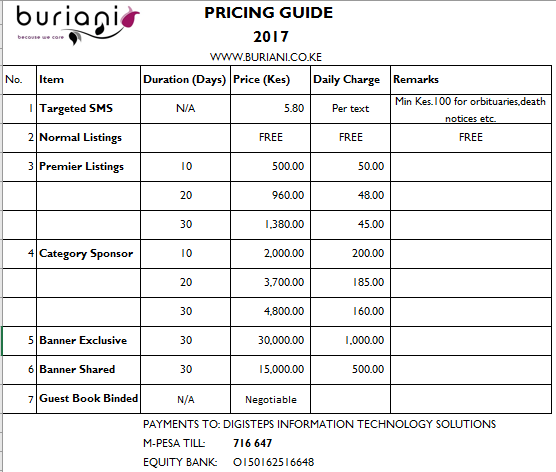 buriani
because we care
PRICING GUIDE
2017
WWW.BURIANI.CO.KE
No. Item Duration (Days) Price (Kes) Daily Charge Remarks
1 Targeted SMS N/A 5.80 Per text Min Kes.100 for orbituaries,death
notices etc.
2 Normal Listings FREE FREE FREE
3 Premier Listings 10 500.00 50.00
20 960.00 48.00
30 1,380.00 45.00
4 Category Sponsor 10 2,000.00 200.00
20 3,700.00 185.00
30 4,800.00 160.00
5 Banner Exclusive 30 30,000.00 1,000.00
6 Banner Shared 30 15,000.00 500.00
7 Guest Book Binded N/A Negotiable
PAYMENTS TO: DIGISTEPS INFORMATION TECHNOLOGY SOLUTIONS
M-PESA TILL: 716 647
EQUITY BANK: O150162516648